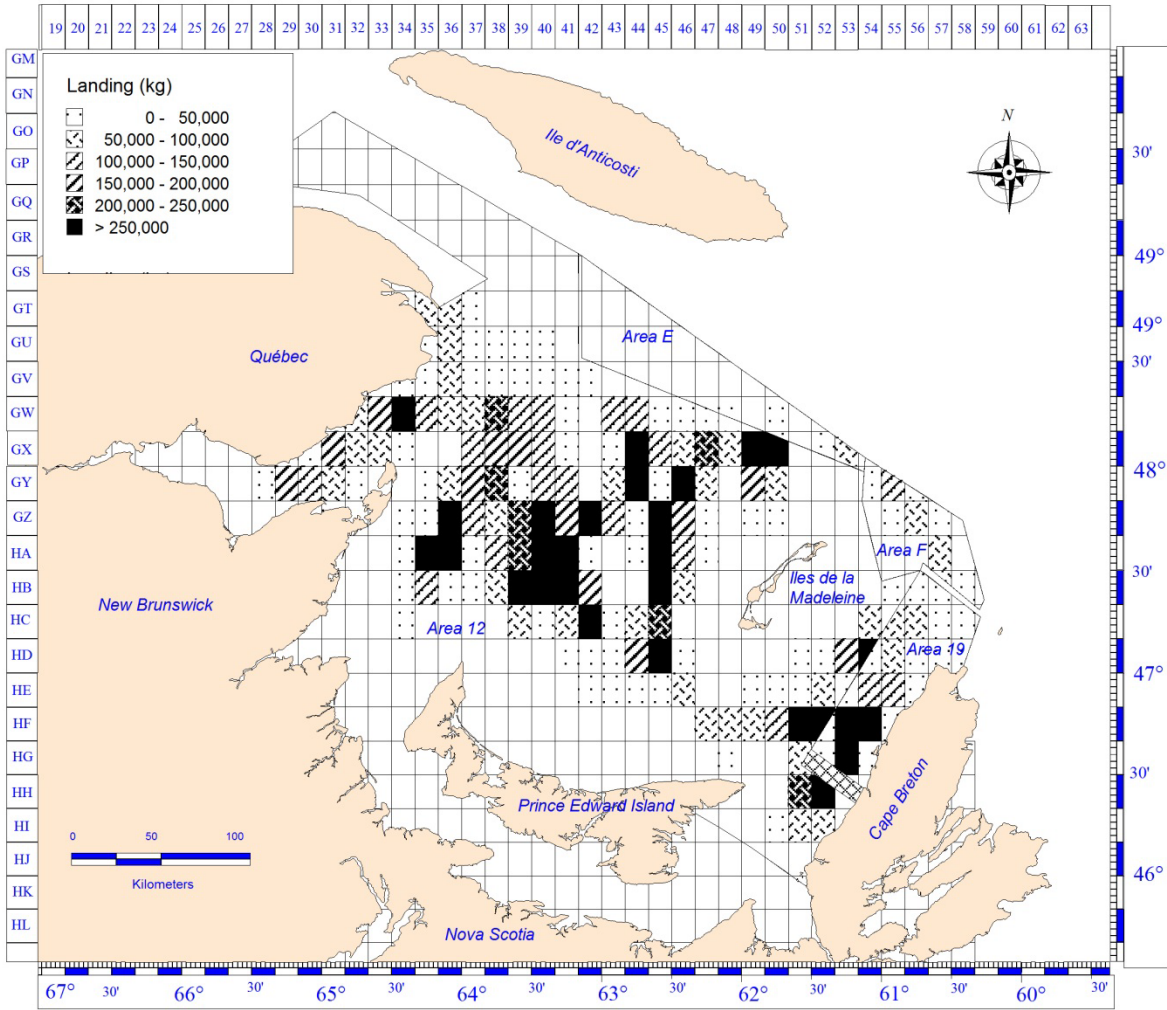 19 20 21 22 23 24 25 26 27 28 29 30 31 32 33 34 35 36 37 38 39 40 41 42 43 44 45 46 47 48 49 50 51 52 53 54 55 56 57 58 59 60 61 62 63
GM
GN
GO
GP
GQ
GR
GS
GT
GU
GV
GW
GX
GY
GZ
HA
HB
HC
HD
HE
HF
HG
HH
HI
HJ
HK
HL
Landing (kg)
0 - 50,000
50,000 - 100,000
100,000 - 150,000
150,000 - 200,000
200,000 - 250,000
> 250,000
Ile d'Anticosti
N
Area E
Québec
Area F
Iles de la
Madeleine
New Brunswick
Area 12
Area 19
Prince Edward Island
Cape Breton
Nova Scotia
0 50 100
Kilometers
30'
49°
49°
30'
48°
30'
47°
30'
46°
67° 30' 66° 30' 65° 30' 64° 30' 63° 30' 62° 30' 61° 30' 60° 30'